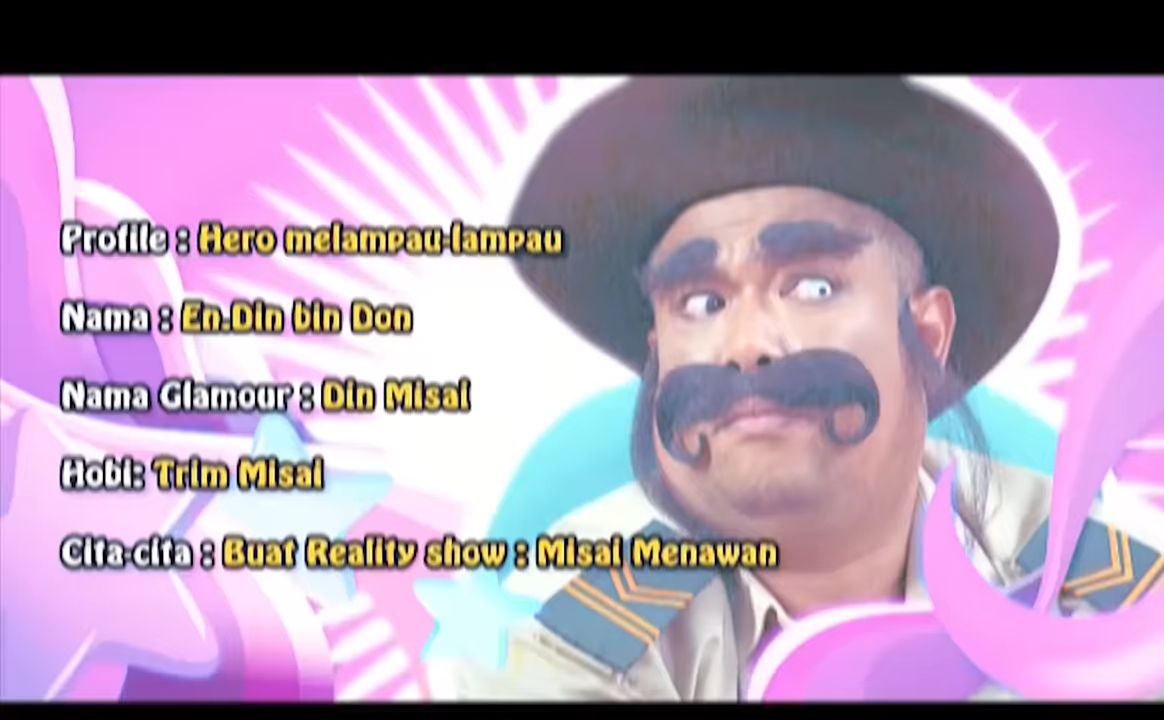 Profile : Hero melampau-lampau
Nama : En.Din bin Don
Nama Glamour : Din Misai
Hobi: Trim Misai
Cita-cita : Buat Reality show : Misai Menawan